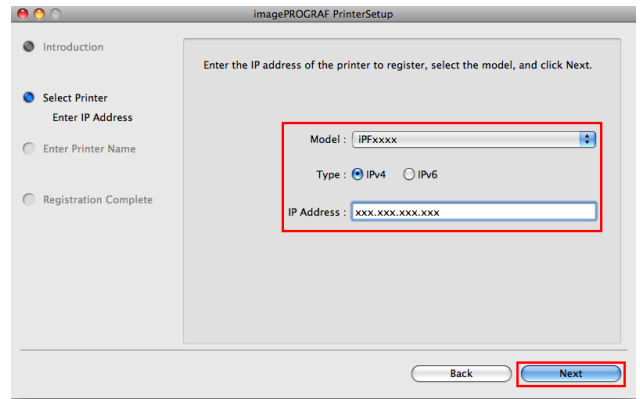 imagePROGRAF PrinterSetup
Introduction
Select Printer
Enter IP Address
Enter Printer Name
Registration Complete
Enter the IP address of the printer to register, select the model, and click Next.
Model : iPFxxxx
Type : IPv4 IPv6
IP Address : xxx.xxx.xxx.xxx
Back Next